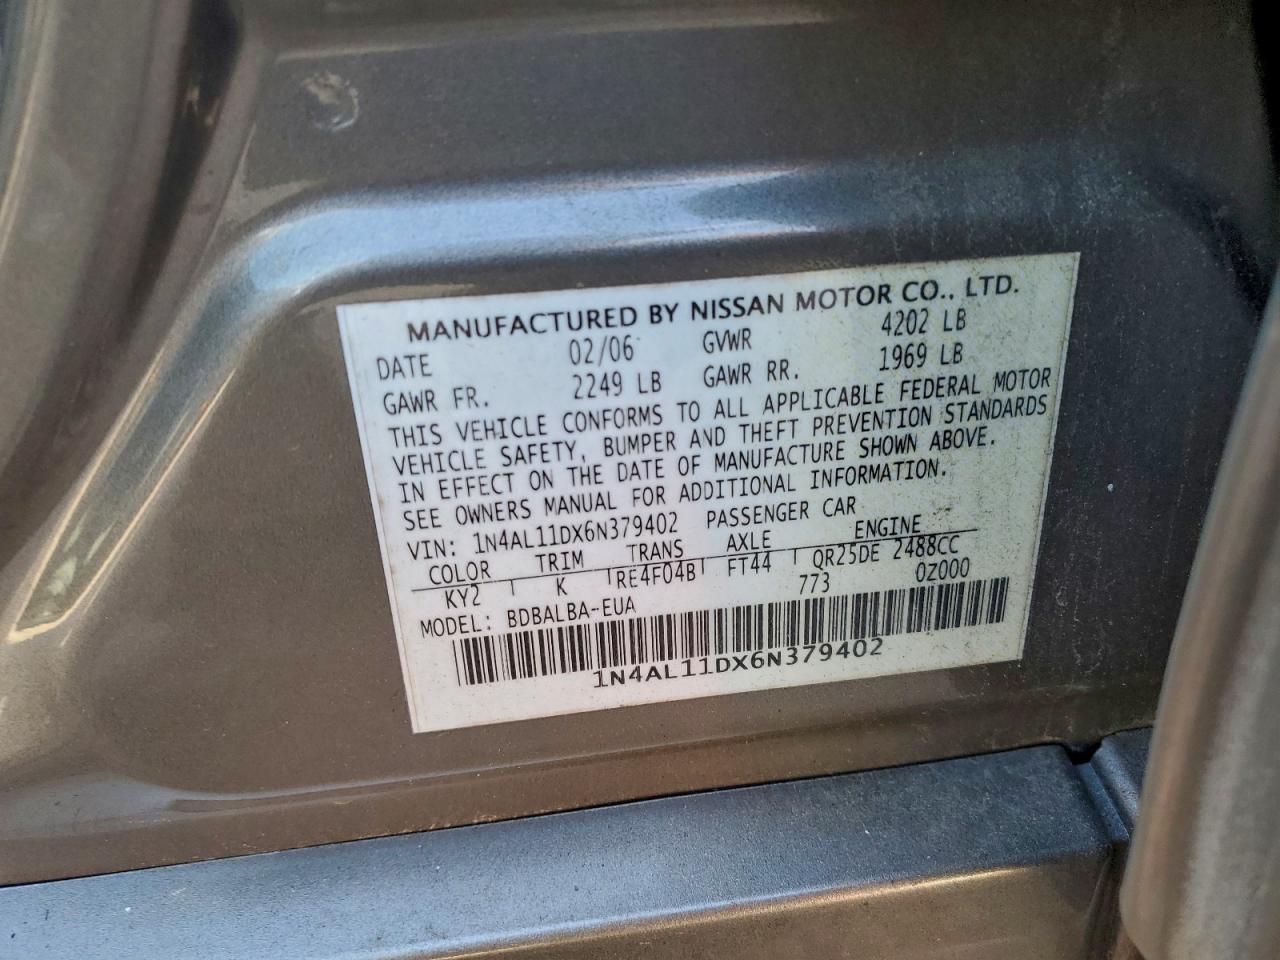 MANUFACTURED BY NISSAN MOTOR CO., LTD.
DATE 02/06 GVWR 4202 LB
GAWR FR. 2249 LB GAWR RR. 1969 LB
THIS VEHICLE CONFORMS TO ALL APPLICABLE FEDERAL MOTOR
VEHICLE SAFETY, BUMPER AND THEFT PREVENTION STANDARDS
IN EFFECT ON THE DATE OF MANUFACTURE SHOWN ABOVE.
SEE OWNERS MANUAL FOR ADDITIONAL INFORMATION.
VIN: 1N4AL11DX6N379402 PASSENGER CAR
COLOR TRIM TRANS AXLE ENGINE
KY2 K RE4F04B FT44 QR25DE 2488CC
MODEL: BDBALBA-EUA 773 0Z000
1N4AL11DX6N379402